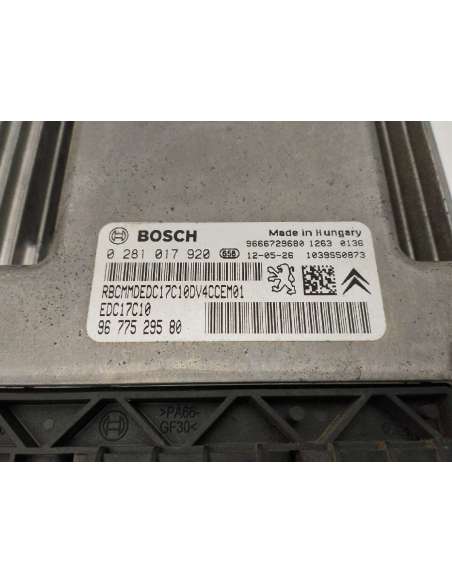 BOSCH
Made in Hungary
9666729680 1263 0136
0 281 017 920 650 12-05-26 1039S50873
RBCMMDEDC17C10DV4CCEM01
EDC17C10
96 775 295 80
>PA66-
GF30<